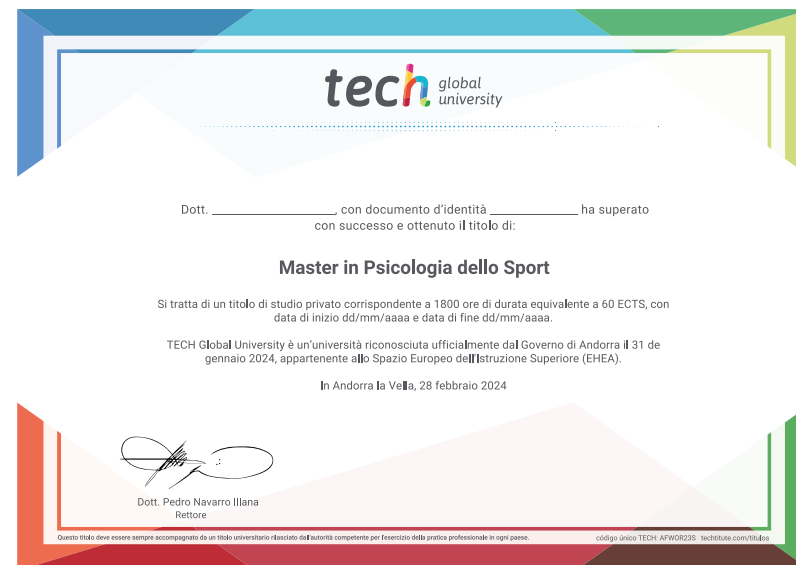 tech global university
Dott. __________________, con documento d'identità _____________ ha superato
con successo e ottenuto il titolo di:
Master in Psicologia dello Sport
Si tratta di un titolo di studio privato corrispondente a 1800 ore di durata equivalente a 60 ECTS, con
data di inizio dd/mm/aaaa e data di fine dd/mm/aaaa.
TECH Global University è un'università riconosciuta ufficialmente dal Governo di Andorra il 31 de
gennaio 2024, appartenente allo Spazio Europeo dell'Istruzione Superiore (EHEA).
In Andorra la Vella, 28 febbraio 2024
Dott. Pedro Navarro Illana
Rettore
Questo titolo deve essere sempre accompagnato da un titolo universitario rilasciato dall'autorità competente per l'esercizio della pratica professionale in ogni paese.
código único TECH: AFWOR23S techtitute.com/titulos